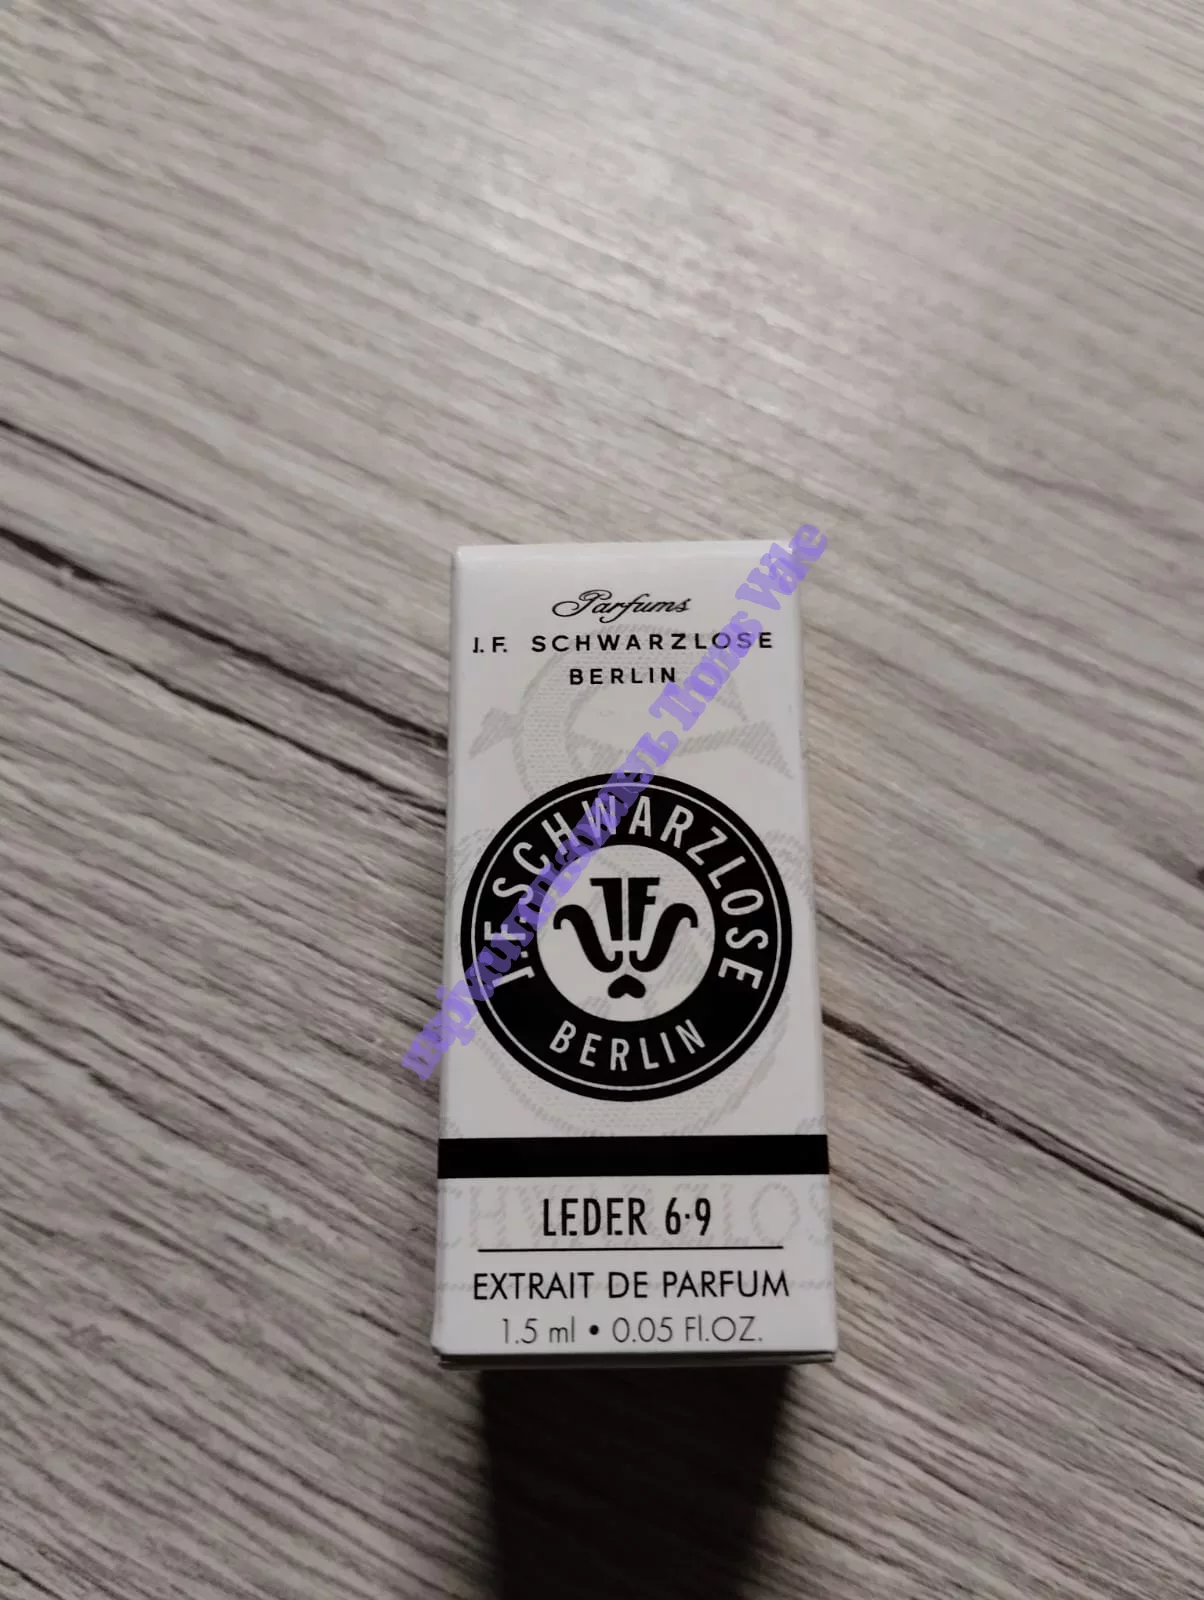 Parfums
J.F. SCHWARZLOSE
BERLIN
J.F. SCHWARZLOSE
BERLIN
LEDER 6·9
EXTRAIT DE PARFUM
1.5 ml • 0.05 Fl.OZ.